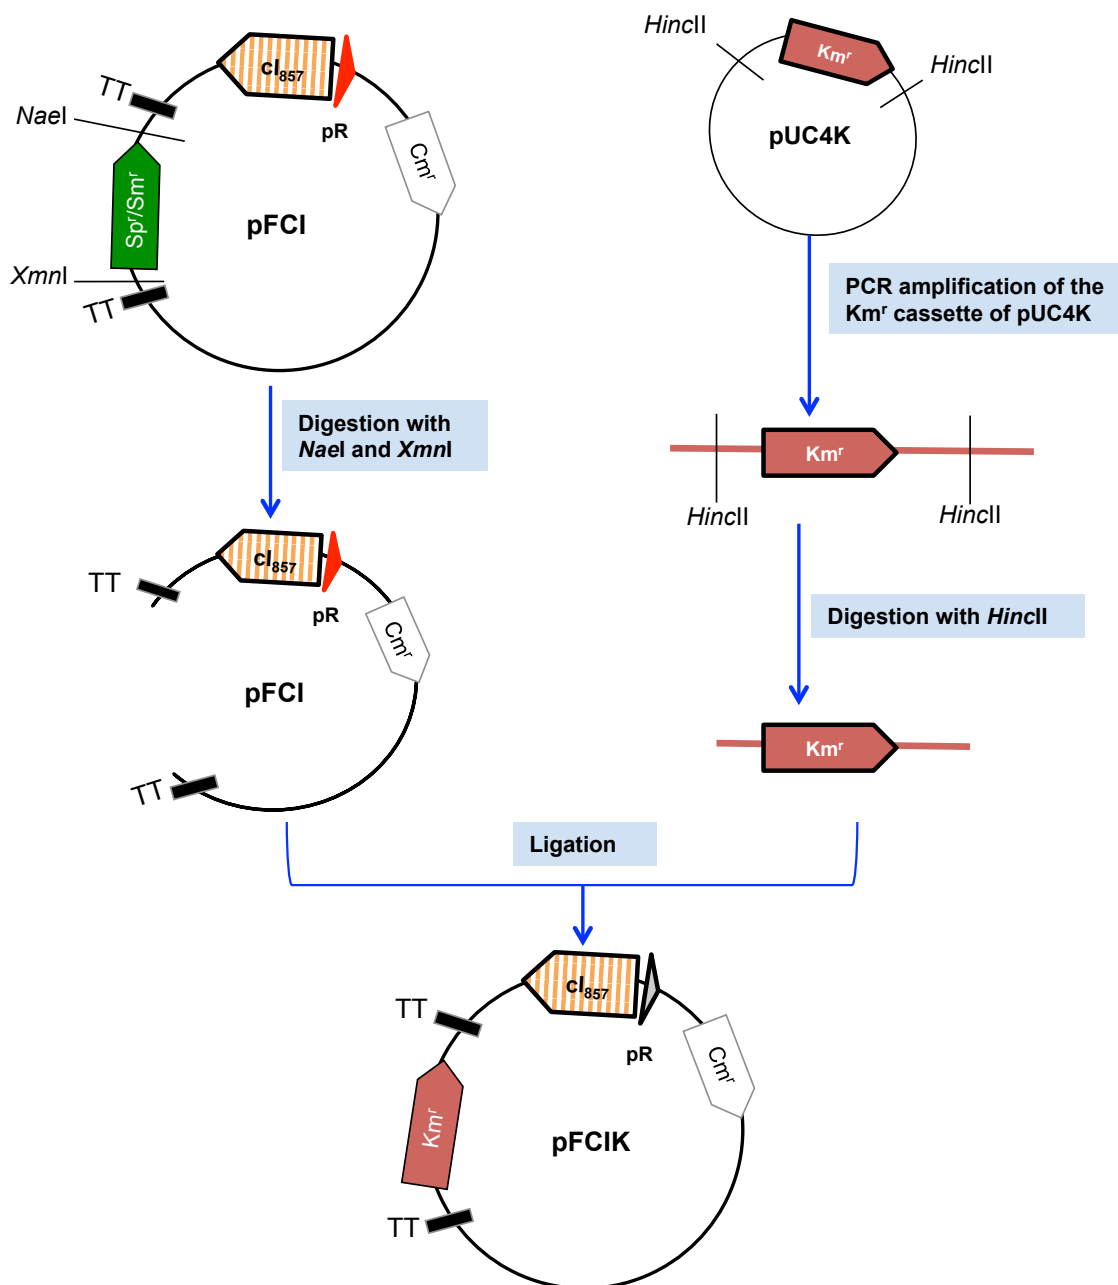 HincII
Kmʳ
HincII
pUC4K
cI₈₅₇
TT
NaeI
pR
Cmʳ
Spʳ/Smʳ
pFCI
XmnI
TT
PCR amplification of the
Kmʳ cassette of pUC4K
Digestion with
NaeI and XmnI
Kmʳ
HincII
HincII
cI₈₅₇
TT
pR
Cmʳ
pFCI
TT
Digestion with HincII
Kmʳ
Ligation
cI₈₅₇
TT
pR
Cmʳ
Kmʳ
pFCIK
TT